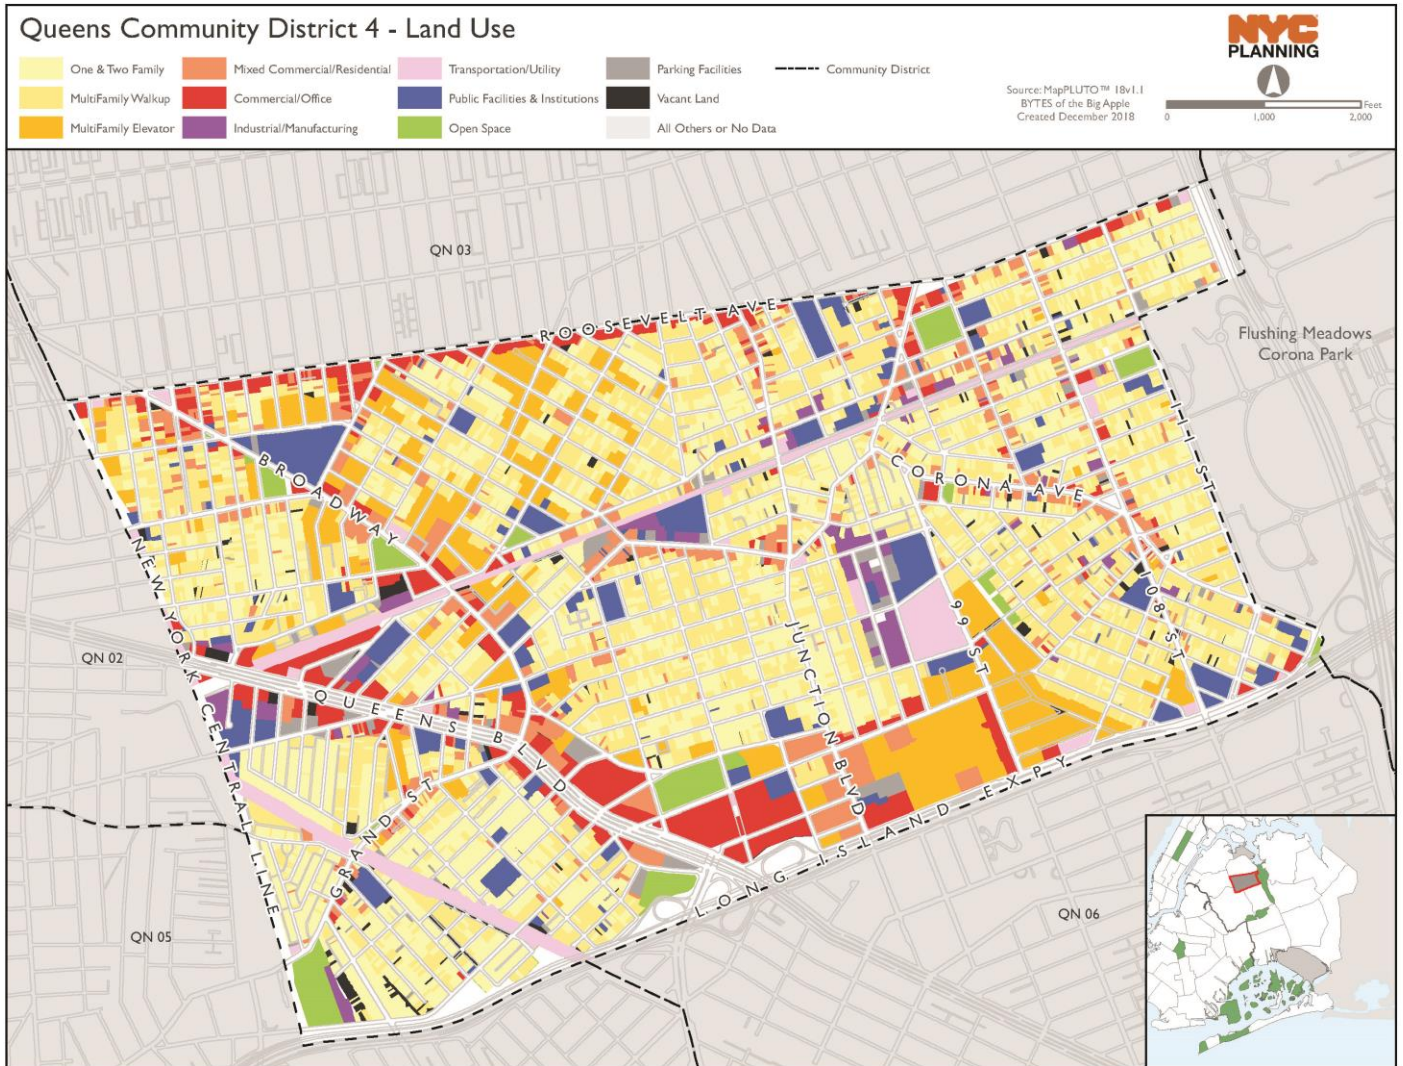 Queens Community District 4 - Land Use
One & Two Family
MultiFamily Walkup
MultiFamily Elevator
Mixed Commercial/Residential
Commercial/Office
Industrial/Manufacturing
Transportation/Utility
Public Facilities & Institutions
Open Space
Parking Facilities
Vacant Land
All Others or No Data
Community District
Source: MapPLUTO™ 18v1.1
BYTES of the Big Apple
Created December 2018
NYC
PLANNING
Feet
0 1,000 2,000
QN 03
ROOSEVELT AVE
Flushing Meadows
Corona Park
BROADWAY
CORONA AVE
111 ST
NEW YORK CENTRAL LINE
99 ST
108 ST
JUNCTION BLVD
QN 02
QUEENS BLVD
GRAND ST
LONG ISLAND EXPY
QN 05
QN 06